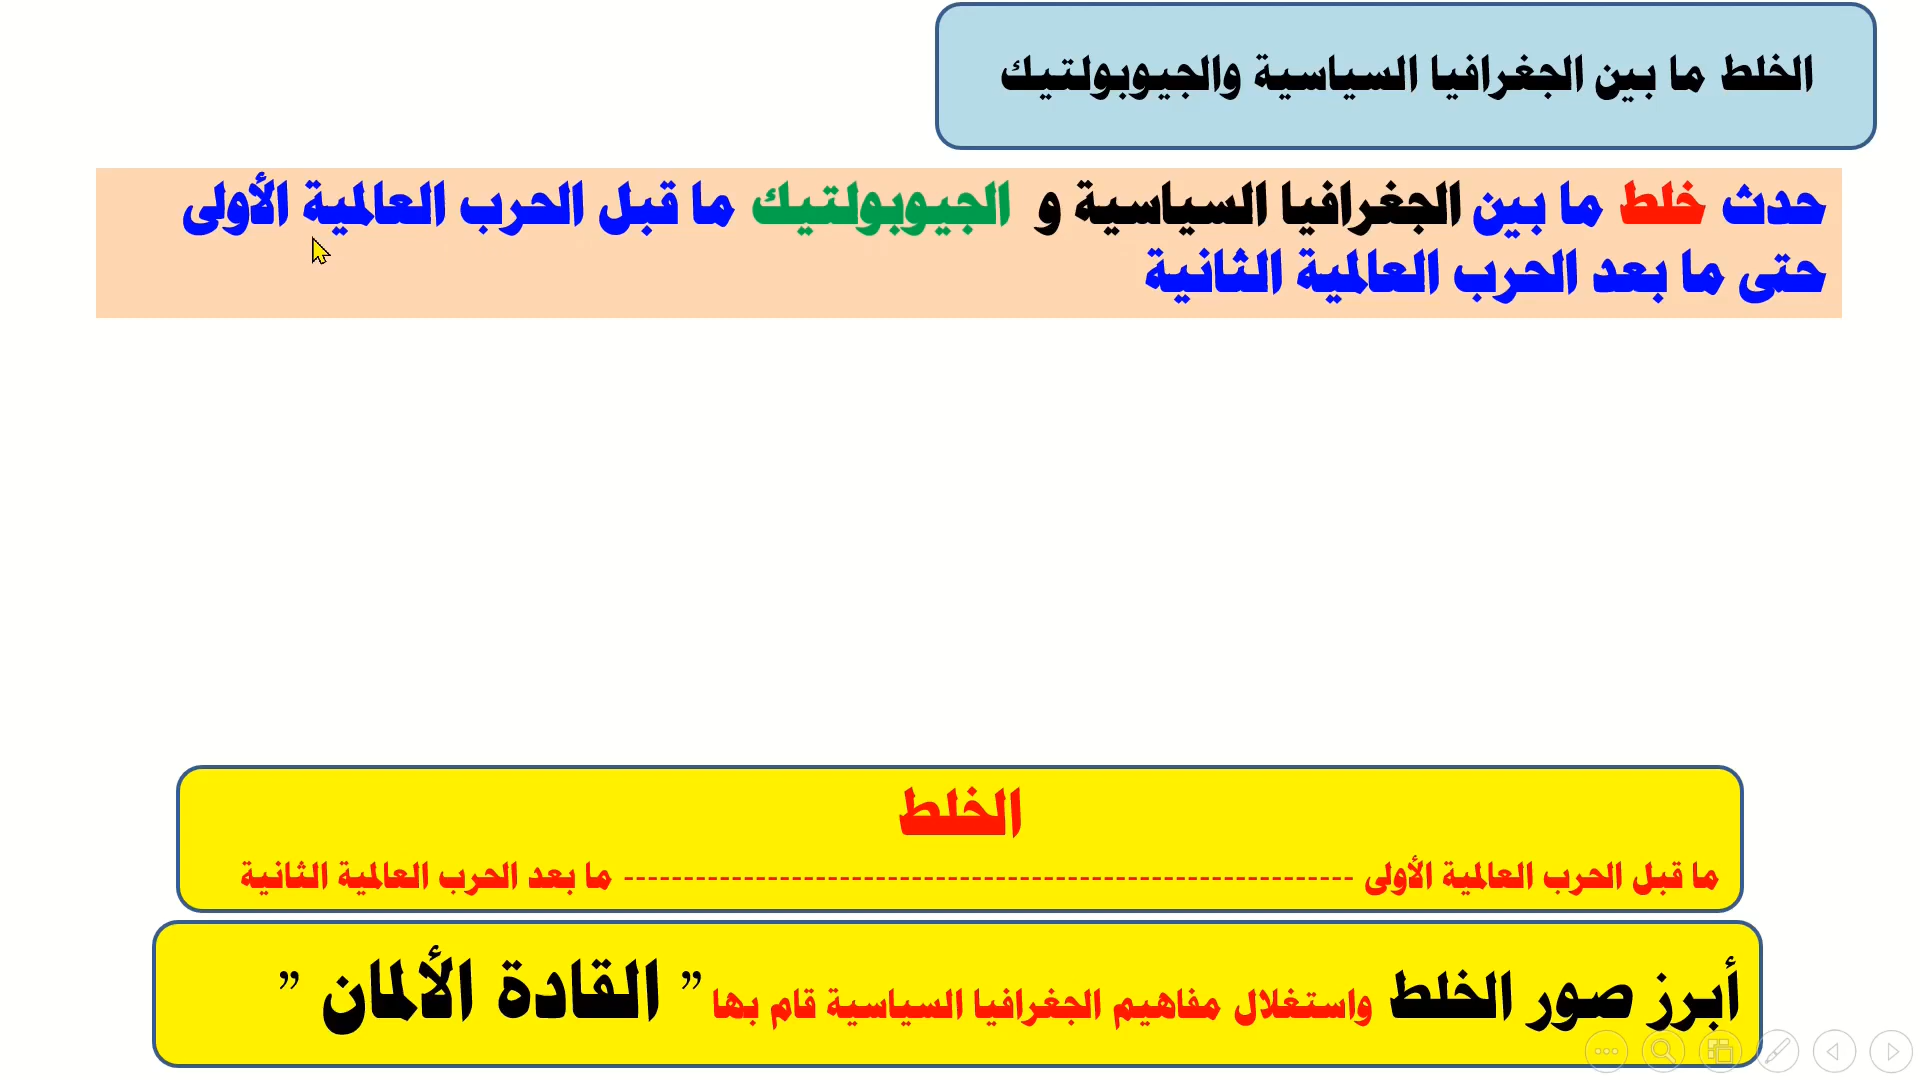 الخلط ما بين الجغرافيا السياسية والجيوبولتيك
حدث خلط ما بين الجغرافيا السياسية و الجيوبولتيك ما قبل الحرب العالمية الأولى
حتى ما بعد الحرب العالمية الثانية
الخلط
ما قبل الحرب العالمية الأولى ------------------------------------------------------------- ما بعد الحرب العالمية الثانية
أبرز صور الخلط واستغلال مفاهيم الجغرافيا السياسية قام بها ” القادة الألمان ”